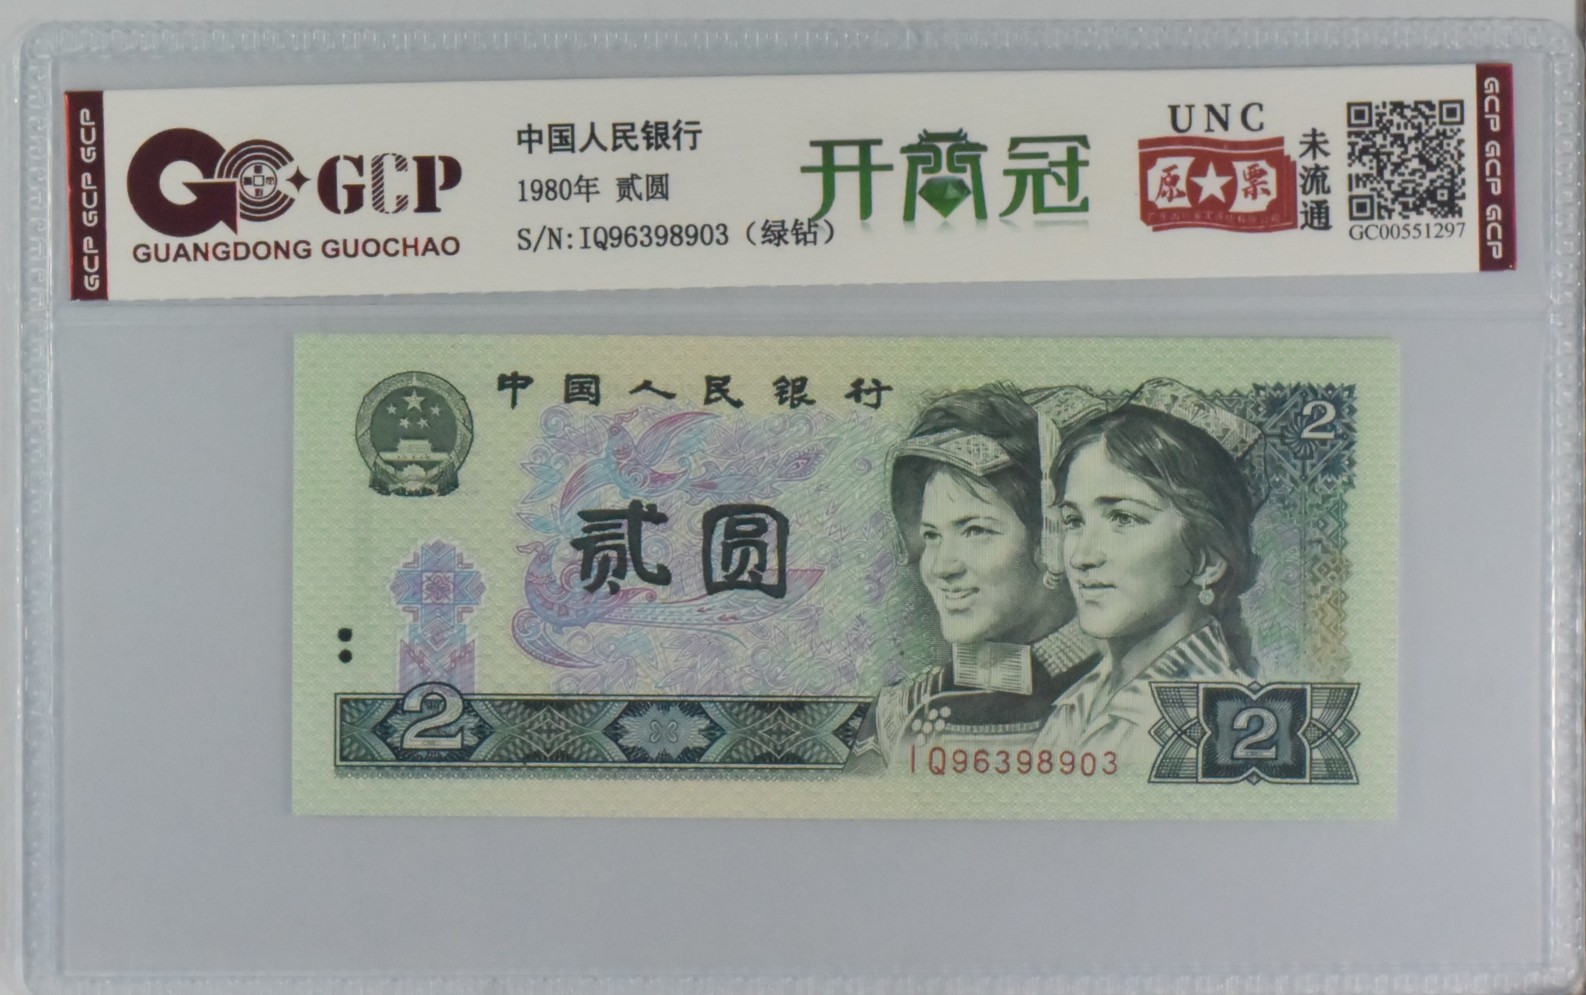 GCP GCP GCP
GCP
GUANGDONG GUOCHAO
中国人民银行
1980年 贰圆
S/N:IQ96398903（绿钻）
开门冠
UNC
原★票
未流通
GC00551297
GCP GCP GCP
中国人民银行
2
贰圆
2
IQ96398903
2